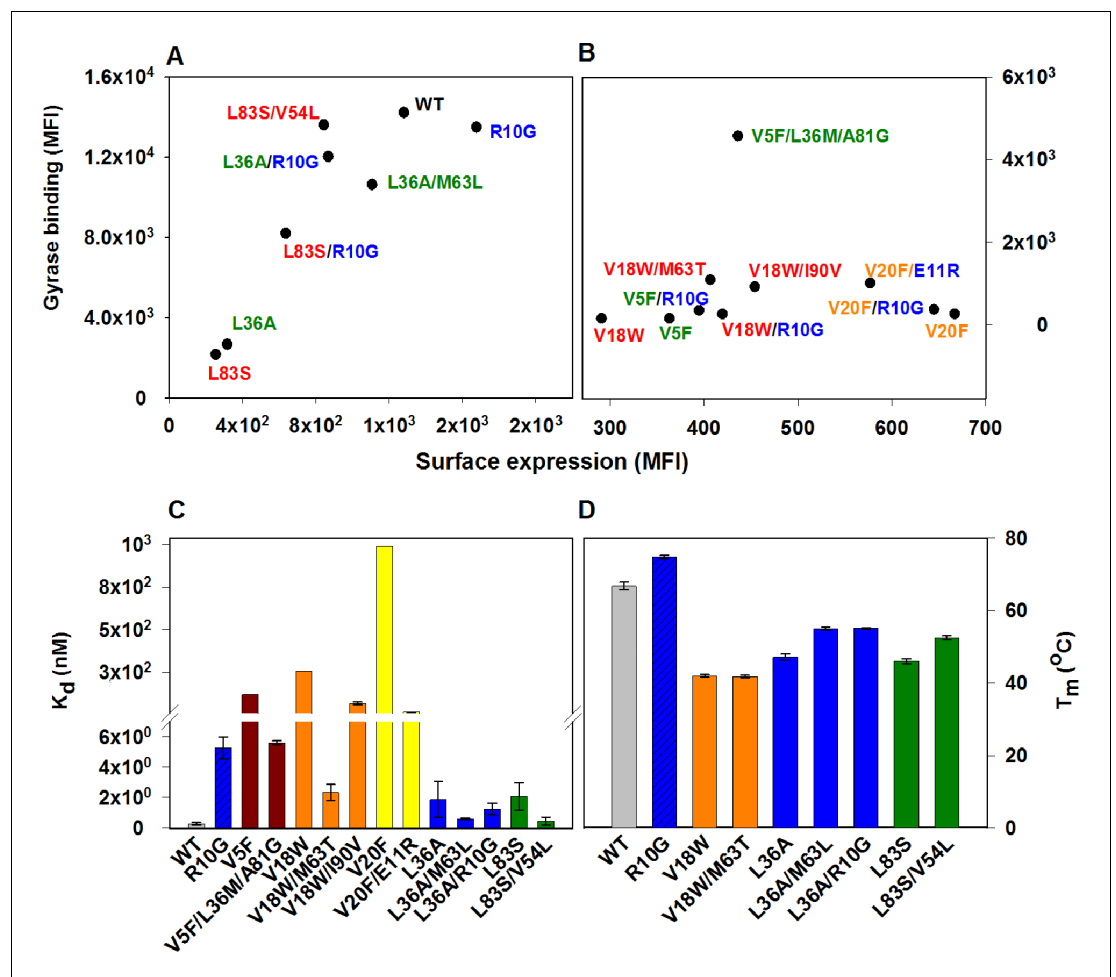 A
B
1.6x10⁴
1.2x10⁴
8.0x10³
4.0x10³
0
Gyrase binding (MFI)
L83S/V54L
WT
R10G
L36A/R10G
L36A/M63L
L83S/R10G
L36A
L83S
0
4x10²
8x10²
1x10³
2x10³
2x10³
6x10³
4x10³
2x10³
0
V5F/L36M/A81G
V18W/M63T
V18W/I90V
V20F/E11R
V5F/R10G
V20F/R10G
V18W
V5F
V18W/R10G
V20F
300
400
500
600
700
Surface expression (MFI)
C
D
10³
8x10²
5x10²
3x10²
6x10⁰
4x10⁰
2x10⁰
0
Kd (nM)
WT
R10G
V5F
V5F/L36M/A81G
V18W
V18W/M63T
V18W/I90V
V20F
V20F/E11R
L36A
L36A/M63L
L36A/R10G
L83S
L83S/V54L
80
60
40
20
0
Tm (°C)
WT
R10G
V18W
V18W/M63T
L36A
L36A/M63L
L36A/R10G
L83S
L83S/V54L